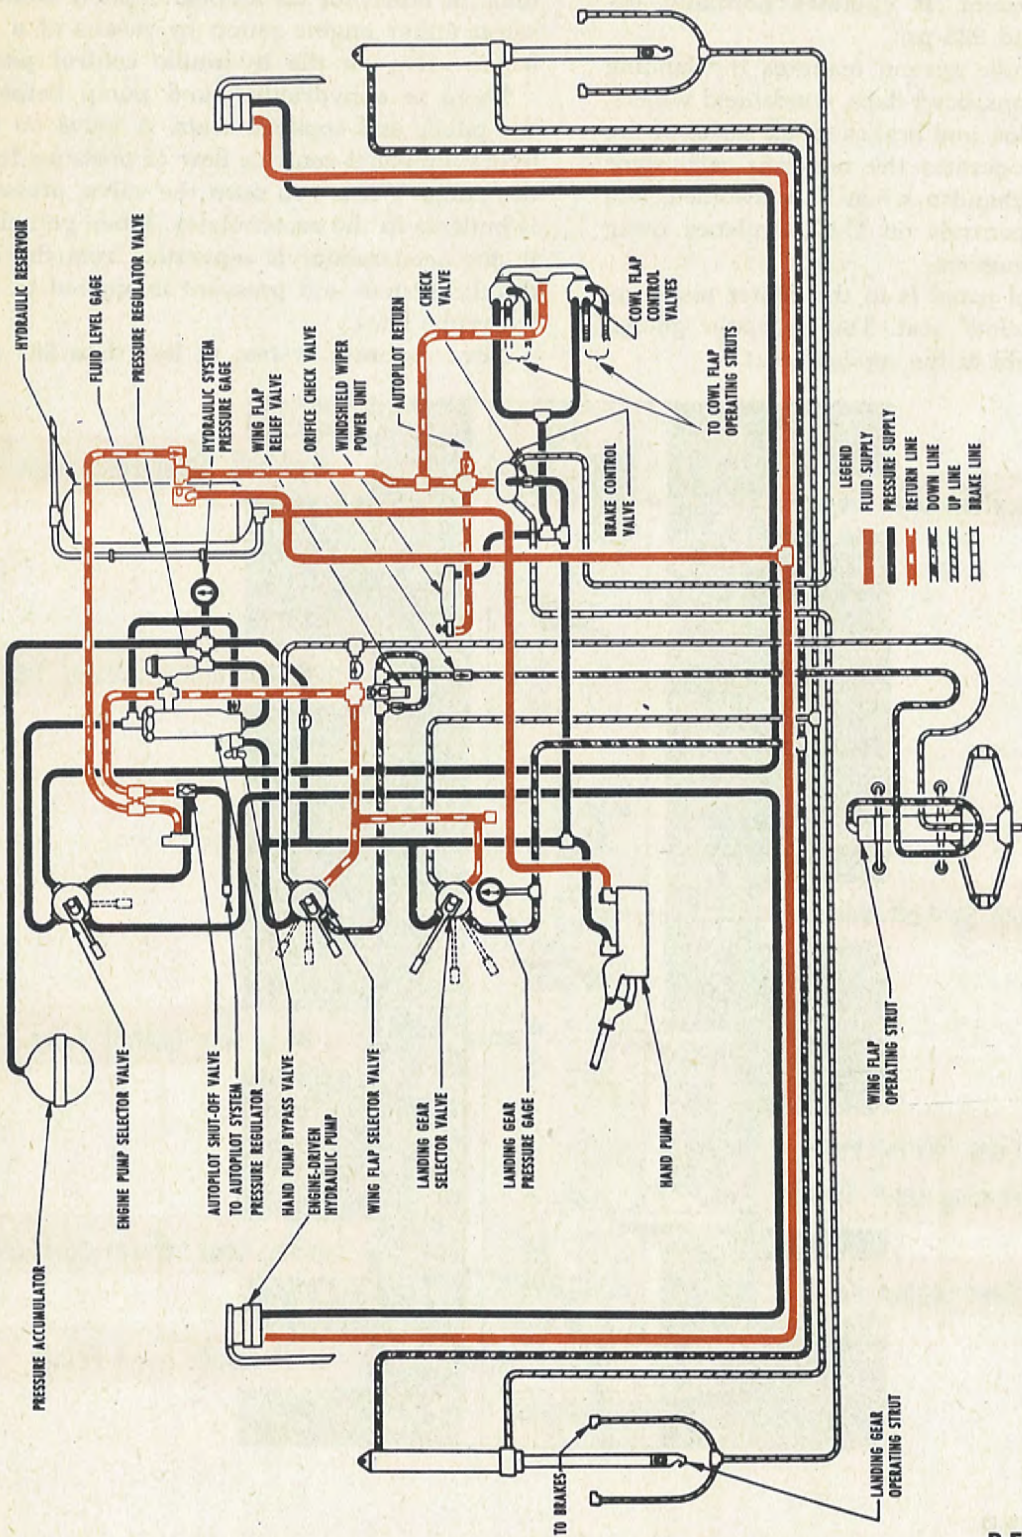 HYDRAULIC RESERVOIR
FLUID LEVEL GAGE
PRESSURE REGULATOR VALVE
HYDRAULIC SYSTEM
PRESSURE GAGE
WING FLAP
RELIEF VALVE
ORIFICE CHECK VALVE
WINDSHIELD WIPER
POWER UNIT
AUTOPILOT RETURN
CHECK
VALVE
COWL FLAP
CONTROL
VALVES
TO COWL FLAP
OPERATING STRUTS
BRAKE CONTROL
VALVE
PRESSURE ACCUMULATOR
ENGINE PUMP SELECTOR VALVE
AUTOPILOT SHUT-OFF VALVE
TO AUTOPILOT SYSTEM
PRESSURE REGULATOR
HAND PUMP BYPASS VALVE
ENGINE-DRIVEN
HYDRAULIC PUMP
WING FLAP SELECTOR VALVE
LANDING GEAR
SELECTOR VALVE
LANDING GEAR
PRESSURE GAGE
HAND PUMP
TO BRAKES
WING FLAP
OPERATING STRUT
LANDING GEAR
OPERATING STRUT
LEGEND
FLUID SUPPLY
PRESSURE SUPPLY
RETURN LINE
DOWN LINE
UP LINE
BRAKE LINE